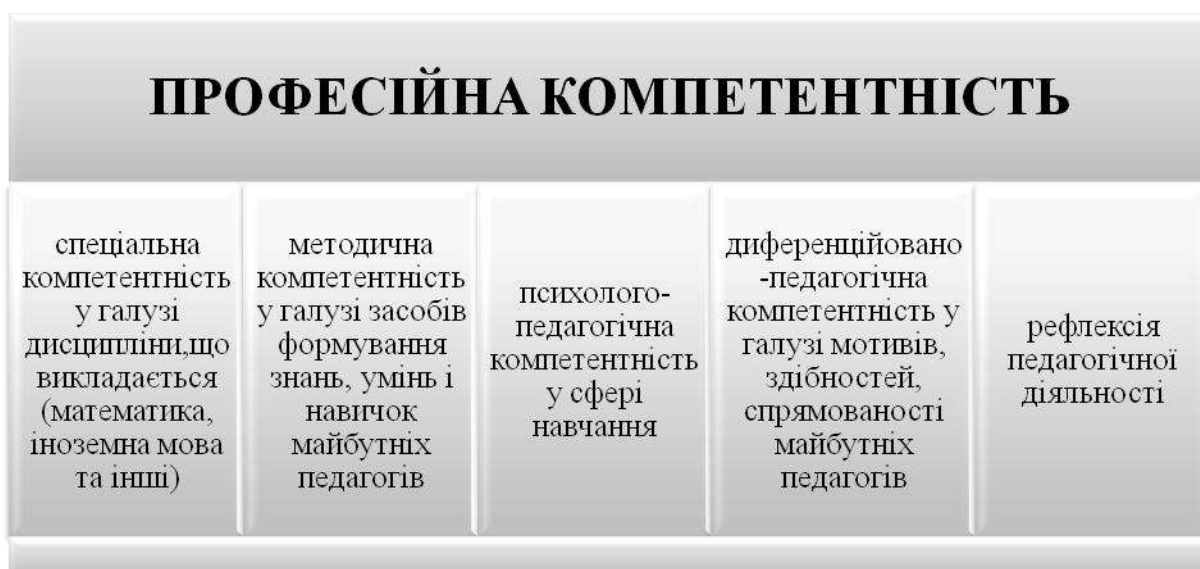 ПРОФЕСІЙНА КОМПЕТЕНТНІСТЬ
спеціальна
компетентність
у галузі
дисципліни,що
викладається
(математика,
іноземна мова
та інші)
методична
компетентність
у галузі засобів
формування
знань, умінь і
навичок
майбутніх
педагогів
психолого-
педагогічна
компетентність
у сфері
навчання
диференційовано
-педагогічна
компетентність у
галузі мотивів,
здібностей,
спрямованості
майбутніх
педагогів
рефлексія
педагогічної
діяльності